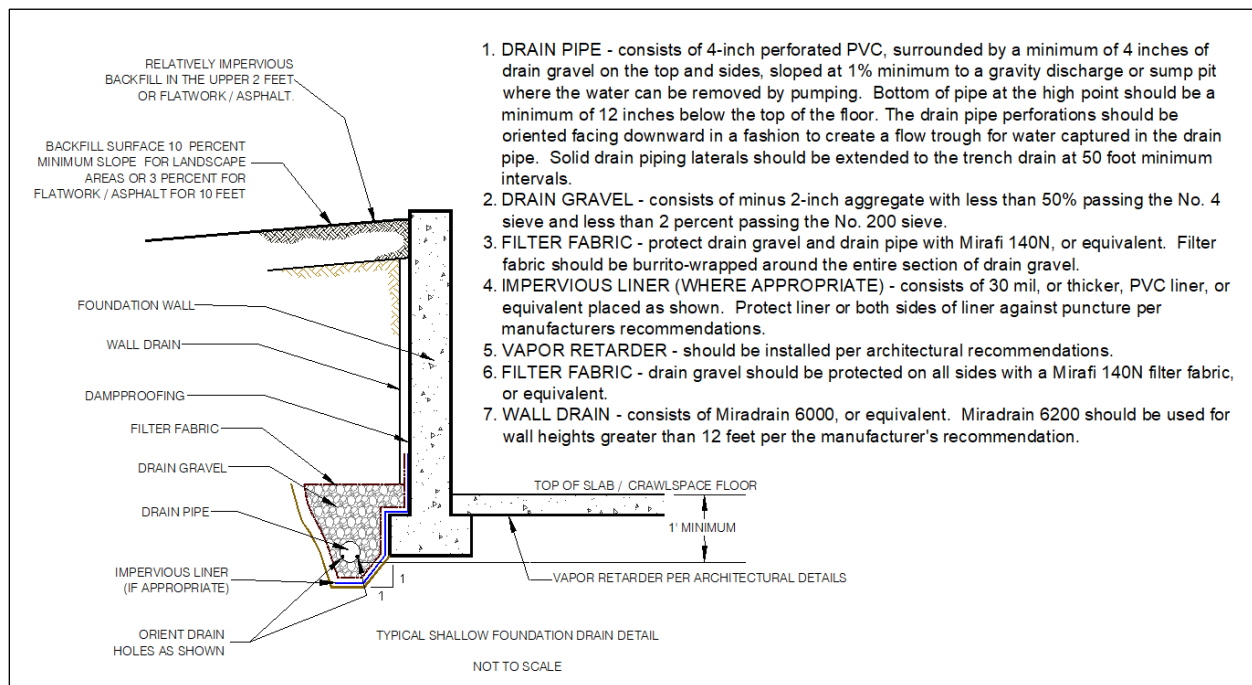 RELATIVELY IMPERVIOUS
BACKFILL IN THE UPPER 2 FEET
OR FLATWORK / ASPHALT.
BACKFILL SURFACE 10 PERCENT
MINIMUM SLOPE FOR LANDSCAPE
AREAS OR 3 PERCENT FOR
FLATWORK / ASPHALT FOR 10 FEET
FOUNDATION WALL
WALL DRAIN
DAMPPROOFING
FILTER FABRIC
DRAIN GRAVEL
DRAIN PIPE
IMPERVIOUS LINER
(IF APPROPRIATE)
ORIENT DRAIN
HOLES AS SHOWN
1
1
TOP OF SLAB / CRAWLSPACE FLOOR
1' MINIMUM
VAPOR RETARDER PER ARCHITECTURAL DETAILS
TYPICAL SHALLOW FOUNDATION DRAIN DETAIL
NOT TO SCALE
1. DRAIN PIPE - consists of 4-inch perforated PVC, surrounded by a minimum of 4 inches of
drain gravel on the top and sides, sloped at 1% minimum to a gravity discharge or sump pit
where the water can be removed by pumping. Bottom of pipe at the high point should be a
minimum of 12 inches below the top of the floor. The drain pipe perforations should be
oriented facing downward in a fashion to create a flow trough for water captured in the drain
pipe. Solid drain piping laterals should be extended to the trench drain at 50 foot minimum
intervals.
2. DRAIN GRAVEL - consists of minus 2-inch aggregate with less than 50% passing the No. 4
sieve and less than 2 percent passing the No. 200 sieve.
3. FILTER FABRIC - protect drain gravel and drain pipe with Mirafi 140N, or equivalent. Filter
fabric should be burrito-wrapped around the entire section of drain gravel.
4. IMPERVIOUS LINER (WHERE APPROPRIATE) - consists of 30 mil, or thicker, PVC liner, or
equivalent placed as shown. Protect liner or both sides of liner against puncture per
manufacturers recommendations.
5. VAPOR RETARDER - should be installed per architectural recommendations.
6. FILTER FABRIC - drain gravel should be protected on all sides with a Mirafi 140N filter fabric,
or equivalent.
7. WALL DRAIN - consists of Miradrain 6000, or equivalent. Miradrain 6200 should be used for
wall heights greater than 12 feet per the manufacturer's recommendation.